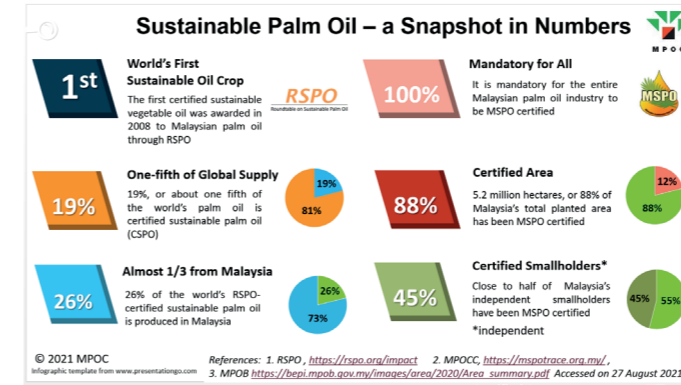 Sustainable Palm Oil – a Snapshot in Numbers
MPOC
1st
World's First
Sustainable Oil Crop
The first certified sustainable
vegetable oil was awarded in
2008 to Malaysian palm oil
through RSPO
RSPO
Roundtable on Sustainable Palm Oil
100%
Mandatory for All
It is mandatory for the entire
Malaysian palm oil industry to
be MSPO certified
MSPO
19%
One-fifth of Global Supply
19%, or about one fifth of
the world's palm oil is
certified sustainable palm oil
(CSPO)
19%
81%
88%
Certified Area
5.2 million hectares, or 88% of
Malaysia's total planted area
has been MSPO certified
12%
88%
26%
Almost 1/3 from Malaysia
26% of the world's RSPO-
certified sustainable palm oil
is produced in Malaysia
26%
73%
45%
Certified Smallholders*
Close to half of Malaysia's
independent smallholders
have been MSPO certified
*independent
45%
55%
© 2021 MPOC
Infographic template from www.presentationgo.com
References: 1. RSPO , https://rspo.org/impact 2. MPOCC, https://mspotrace.org.my/ ,
3. MPOB https://bepi.mpob.gov.my/images/area/2020/Area_summary.pdf Accessed on 27 August 2021